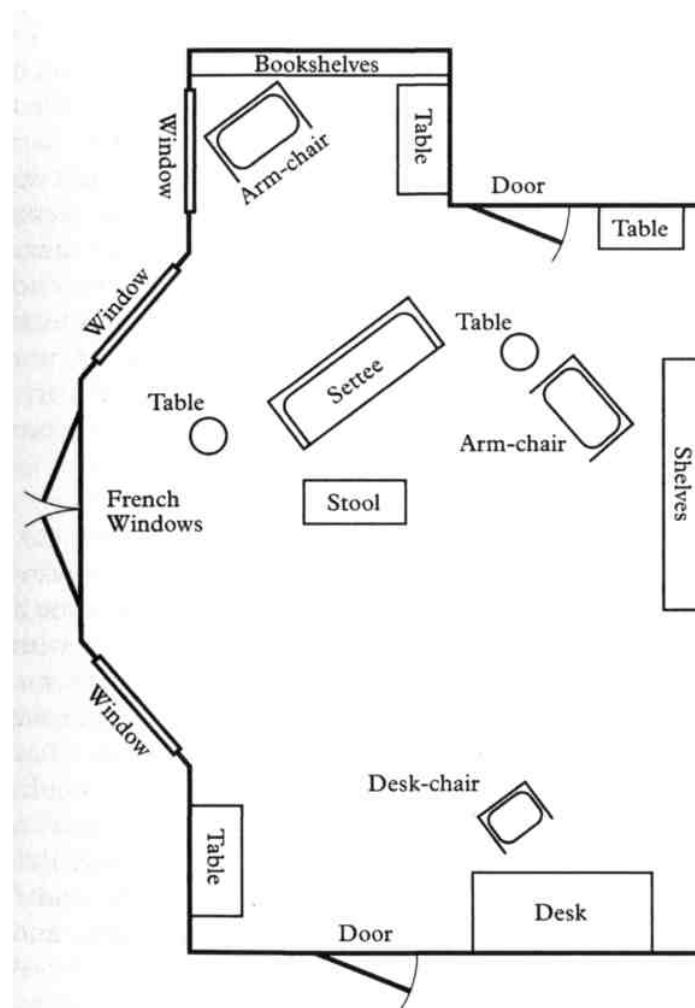 Bookshelves
Window
Arm-chair
Table
Door
Table
Window
Table
Settee
Table
Arm-chair
Shelves
Stool
French
Windows
Window
Desk-chair
Table
Desk
Door